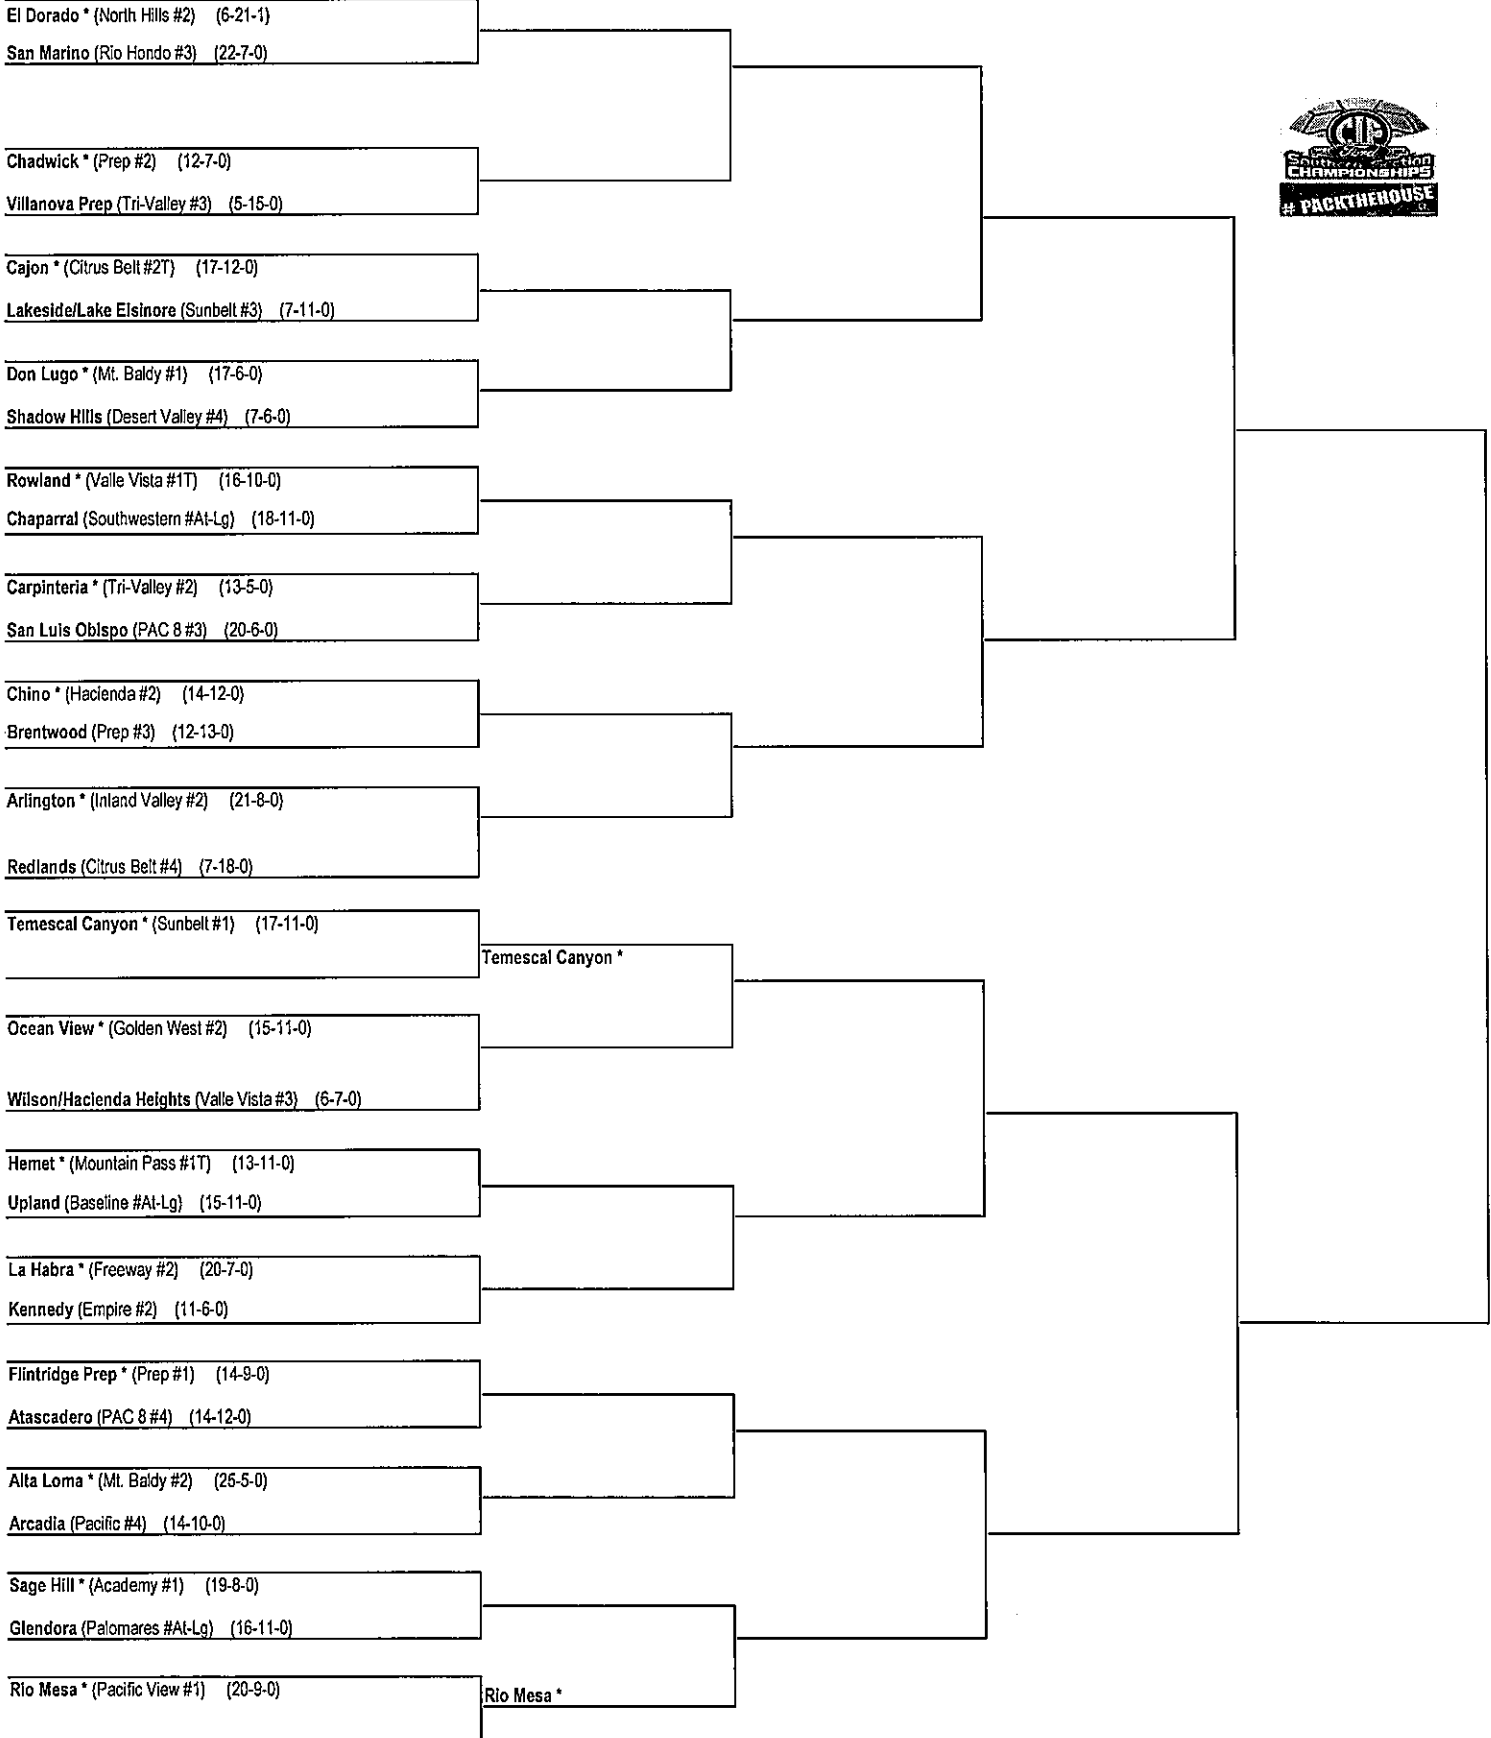 El Dorado * (North Hills #2) (6-21-1)
San Marino (Rio Hondo #3) (22-7-0)
Chadwick * (Prep #2) (12-7-0)
Villanova Prep (Tri-Valley #3) (5-15-0)
Cajon * (Citrus Belt #2T) (17-12-0)
Lakeside/Lake Elsinore (Sunbelt #3) (7-11-0)
Don Lugo * (Mt. Baldy #1) (17-6-0)
Shadow Hills (Desert Valley #4) (7-6-0)
Rowland * (Valle Vista #1T) (16-10-0)
Chaparral (Southwestern #At-Lg) (18-11-0)
Carpinteria * (Tri-Valley #2) (13-5-0)
San Luis Obispo (PAC 8 #3) (20-6-0)
Chino * (Hacienda #2) (14-12-0)
Brentwood (Prep #3) (12-13-0)
Arlington * (Inland Valley #2) (21-8-0)
Redlands (Citrus Belt #4) (7-18-0)
Temescal Canyon * (Sunbelt #1) (17-11-0)
Temescal Canyon *
Ocean View * (Golden West #2) (15-11-0)
Wilson/Hacienda Heights (Valle Vista #3) (6-7-0)
Hemet * (Mountain Pass #1T) (13-11-0)
Upland (Baseline #At-Lg) (15-11-0)
La Habra * (Freeway #2) (20-7-0)
Kennedy (Empire #2) (11-6-0)
Flintridge Prep * (Prep #1) (14-9-0)
Atascadero (PAC 8 #4) (14-12-0)
Alta Loma * (Mt. Baldy #2) (25-5-0)
Arcadia (Pacific #4) (14-10-0)
Sage Hill * (Academy #1) (19-8-0)
Glendora (Palomares #At-Lg) (16-11-0)
Rio Mesa * (Pacific View #1) (20-9-0)
Rio Mesa *
CIF
Ford
Southern Section
CHAMPIONSHIPS
# PACKTHEHOUSE